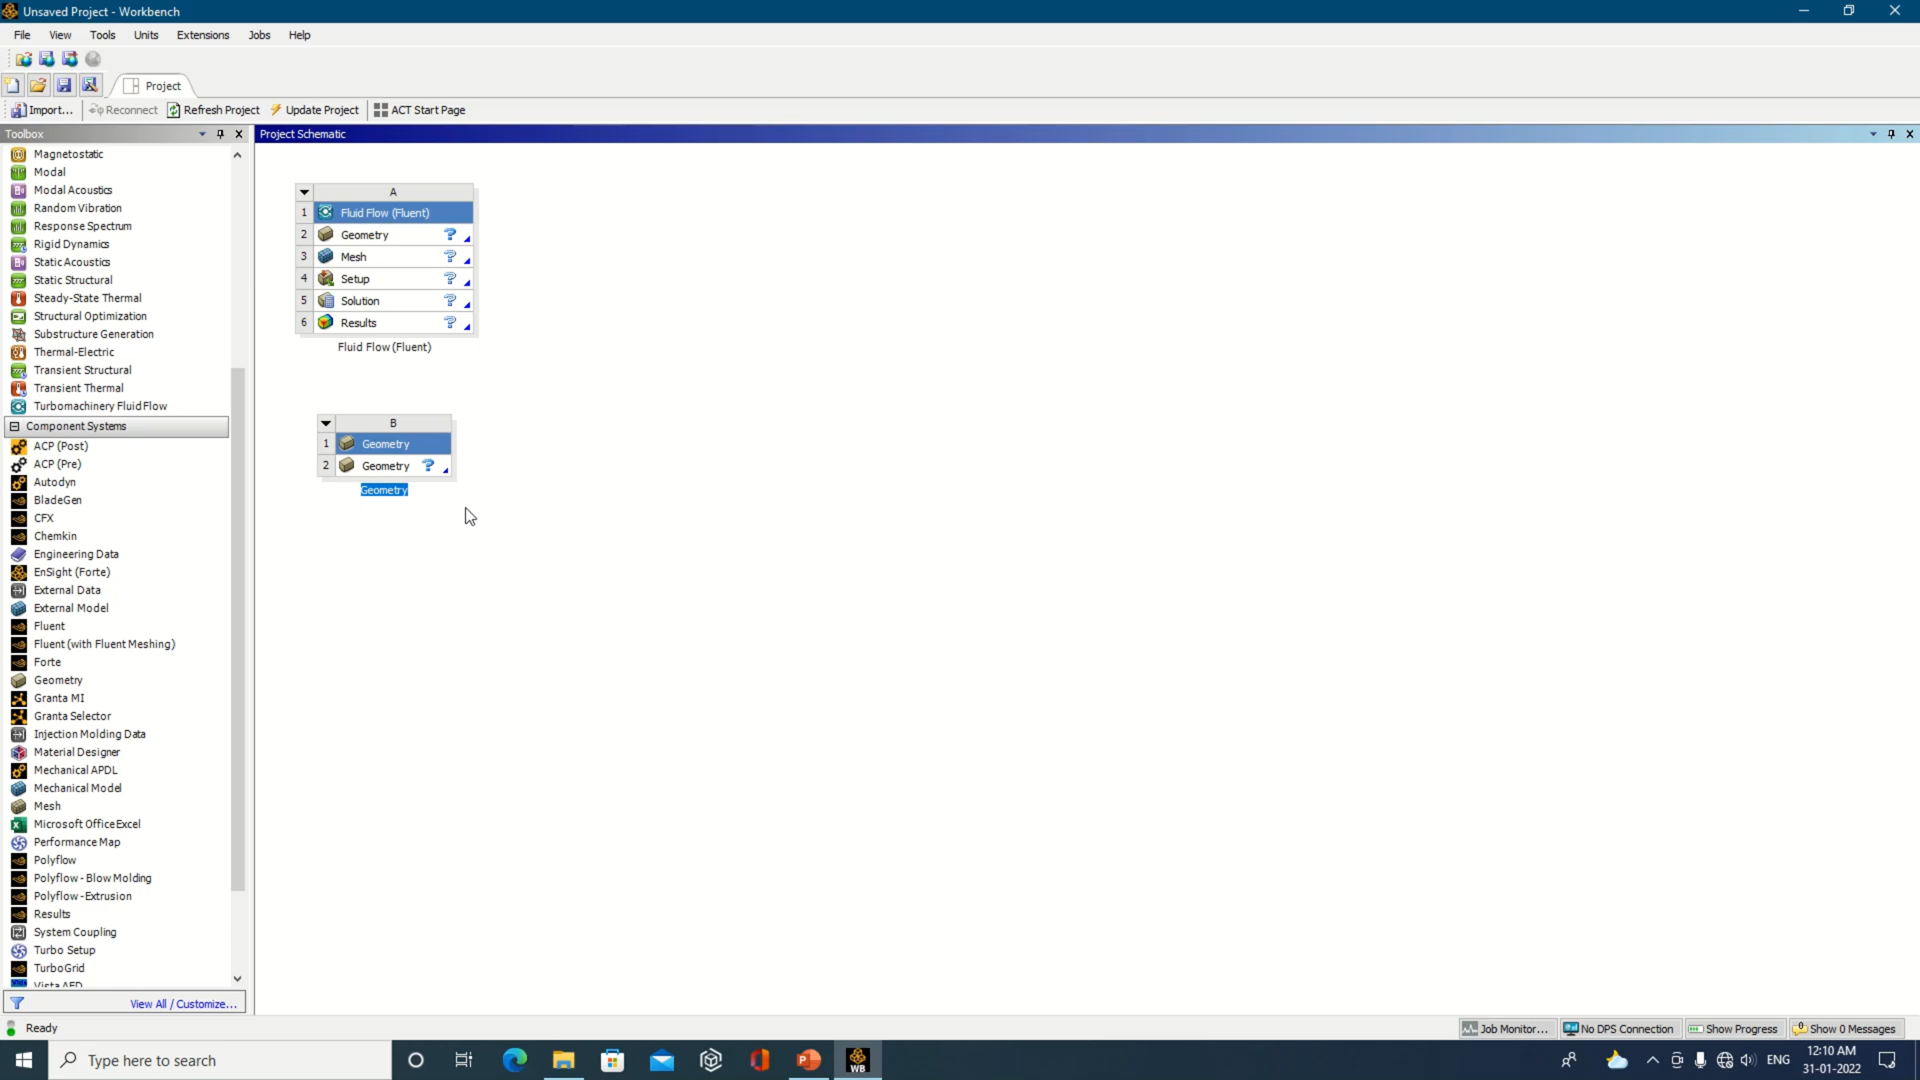 Unsaved Project - Workbench
File View Tools Units Extensions Jobs Help
Project
Import... Reconnect Refresh Project Update Project ACT Start Page
Toolbox
Project Schematic
Magnetostatic
Modal
Modal Acoustics
Random Vibration
Response Spectrum
Rigid Dynamics
Static Acoustics
Static Structural
Steady-State Thermal
Structural Optimization
Substructure Generation
Thermal-Electric
Transient Structural
Transient Thermal
Turbomachinery Fluid Flow
Component Systems
ACP (Post)
ACP (Pre)
Autodyn
BladeGen
CFX
Chemkin
Engineering Data
EnSight (Forte)
External Data
External Model
Fluent
Fluent (with Fluent Meshing)
Forte
Geometry
Granta MI
Granta Selector
Injection Molding Data
Material Designer
Mechanical APDL
Mechanical Model
Mesh
Microsoft Office Excel
Performance Map
Polyflow
Polyflow - Blow Molding
Polyflow - Extrusion
Results
System Coupling
Turbo Setup
TurboGrid
Vista AFD
View All / Customize...
A
1 Fluid Flow (Fluent)
2 Geometry ?
3 Mesh ?
4 Setup ?
5 Solution ?
6 Results ?
Fluid Flow (Fluent)
B
1 Geometry
2 Geometry ?
Geometry
Ready
Job Monitor... No DPS Connection Show Progress Show 0 Messages
Type here to search
WB
ENG
12:10 AM
31-01-2022